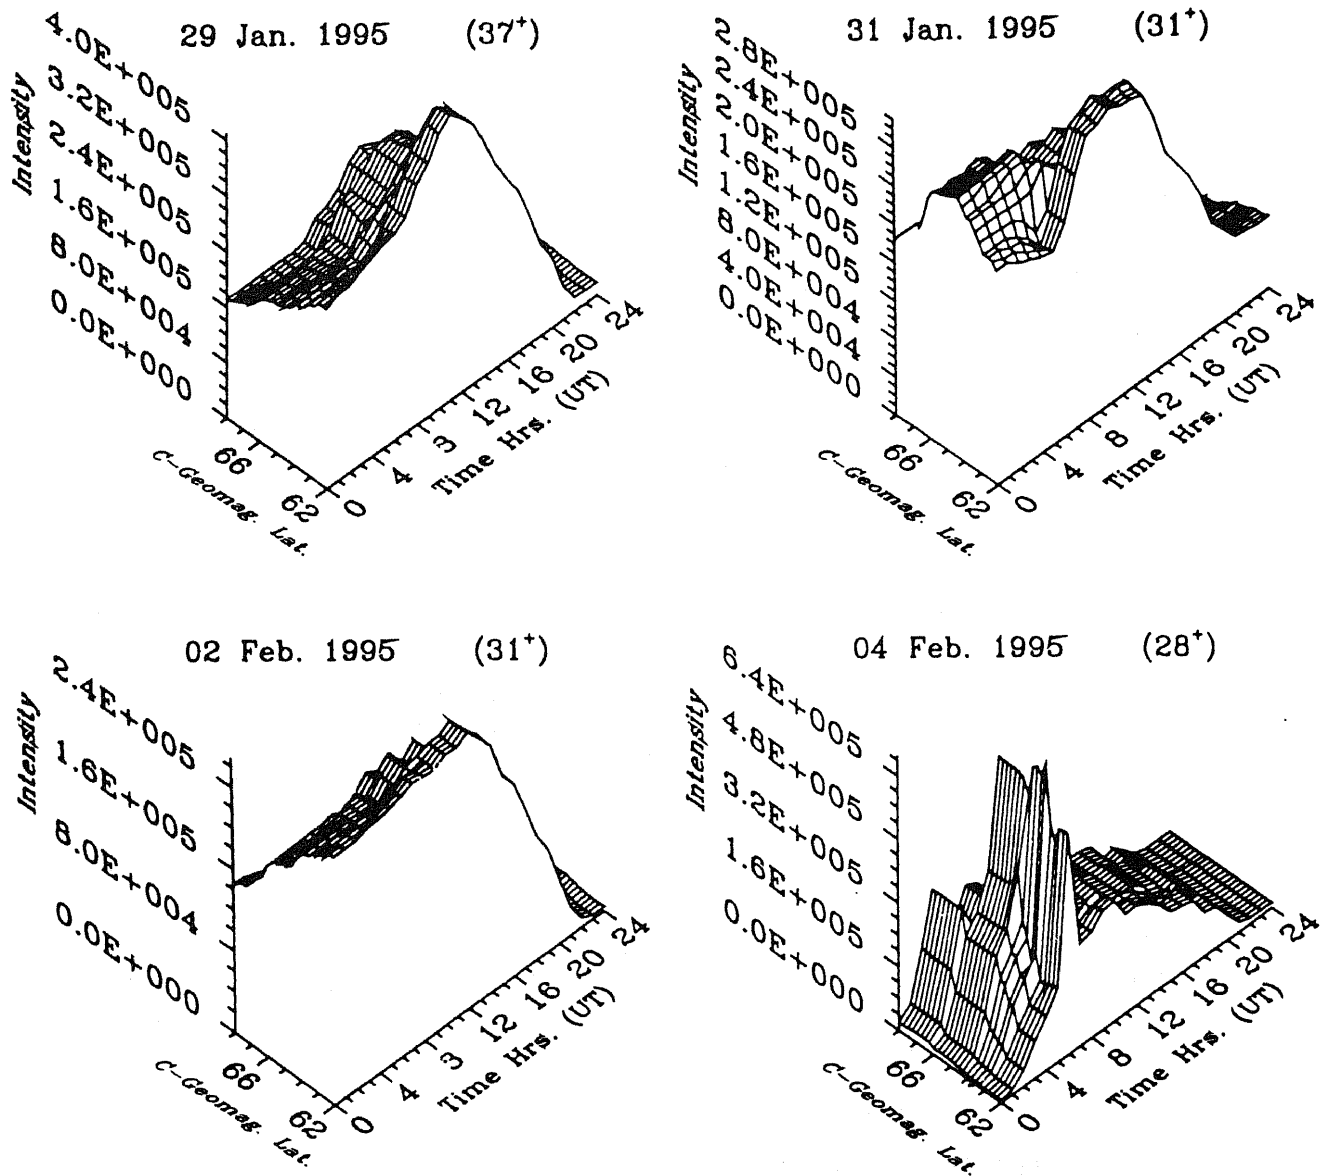 29 Jan. 1995 (37+)
4.0E+005
3.2E+005
2.4E+005
1.6E+005
8.0E+004
0.0E+000
Intensity
66
62
C-Geomag. Lat.
0
4
3
12
16
20
24
Time Hrs. (UT)
31 Jan. 1995 (31+)
2.8E+005
2.4E+005
2.0E+005
1.6E+005
1.2E+005
8.0E+004
4.0E+004
0.0E+000
Intensity
66
62
C-Geomag. Lat.
0
4
8
12
16
20
24
Time Hrs. (UT)
02 Feb. 1995 (31+)
2.4E+005
1.6E+005
8.0E+004
0.0E+000
Intensity
66
62
C-Geomag. Lat.
0
4
3
12
16
20
24
Time Hrs. (UT)
04 Feb. 1995 (28+)
6.4E+005
4.8E+005
3.2E+005
1.6E+005
0.0E+000
Intensity
66
62
C-Geomag. Lat.
0
4
8
12
16
20
24
Time Hrs. (UT)